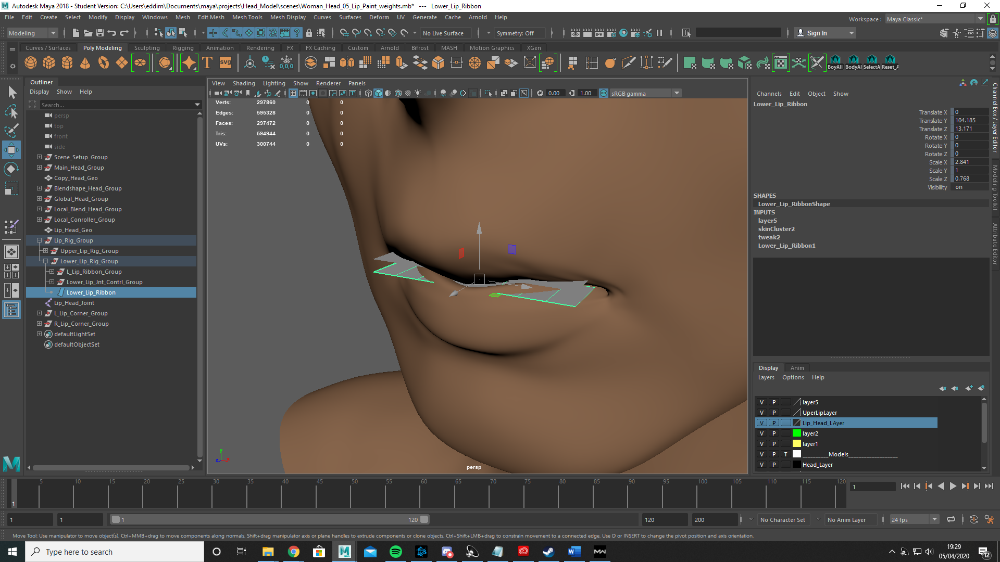 Autodesk Maya 2018 - Student Version: C:\Users\eddim\Documents\maya\projects\Head_Model\scenes\Woman_Head_05_Lip_Paint_weights.mb*   ---   Lower_Lip_Ribbon
File Edit Create Select Modify Display Windows Mesh Edit Mesh Mesh Tools Mesh Display Curves Surfaces Deform UV Generate Cache Arnold Help
Workspace : Maya Classic*
Modeling No Live Surface Symmetry: Off Sign In
Curves / Surfaces Poly Modeling Sculpting Rigging Animation Rendering FX FX Caching Custom Arnold Bifrost MASH Motion Graphics XGen
T svg 0,0,0 IPR
BoyAll BodyAl SelectA Reset_A
Outliner
Display Show Help
Search...
persp
top
front
side
Scene_Setup_Group
Main_Head_Group
Copy_Head_Geo
Blendshape_Head_Group
Global_Head_Group
Local_Blend_Head_Group
Local_Conroller_Group
Lip_Head_Geo
Lip_Rig_Group
Upper_Lip_Rig_Group
Lower_Lip_Rig_Group
L_Lip_Ribbon_Group
Lower_Lip_Jnt_Contrl_Group
Lower_Lip_Ribbon
Lip_Head_Joint
L_Lip_Corner_Group
R_Lip_Corner_Group
defaultLightSet
defaultObjectSet
View Shading Lighting Show Renderer Panels
0.00 1.00 sRGB gamma
Verts: 297860 0 0
Edges: 595328 0 0
Faces: 297472 0 0
Tris: 594944 0 0
UVs: 300744 0 0
y
z x
persp
Channels Edit Object Show
Lower_Lip_Ribbon
Translate X 0
Translate Y 104.185
Translate Z 13.171
Rotate X 0
Rotate Y 0
Rotate Z 0
Scale X 2.841
Scale Y 1
Scale Z 0.768
Visibility on
SHAPES
Lower_Lip_RibbonShape
INPUTS
layer5
skinCluster2
tweak2
Lower_Lip_Ribbon1
Channel Box / Layer Editor
Modeling Toolkit
Attribute Editor
Display Anim
Layers Options Help
V P layer5
V P UperLipLayer
V P Lip_Head_LAyer
V P layer2
V P layer1
V P T __________Models___________________
V P Head_Layer
5 10 15 20 25 30 35 40 45 50 55 60 65 70 75 80 85 90 95 100 105 110 115 120
1
1
1 1 1 120 120 200 No Character Set No Anim Layer 24 fps
Move Tool: Use manipulator to move object(s). Ctrl+MMB+drag to move components along normals. Shift+drag manipulator axis or plane handles to extrude components or clone objects. Ctrl+Shift+LMB+drag to constrain movement to a connected edge. Use D or INSERT to change the pivot position and axis orientation.
Type here to search
19:29
05/04/2020
12